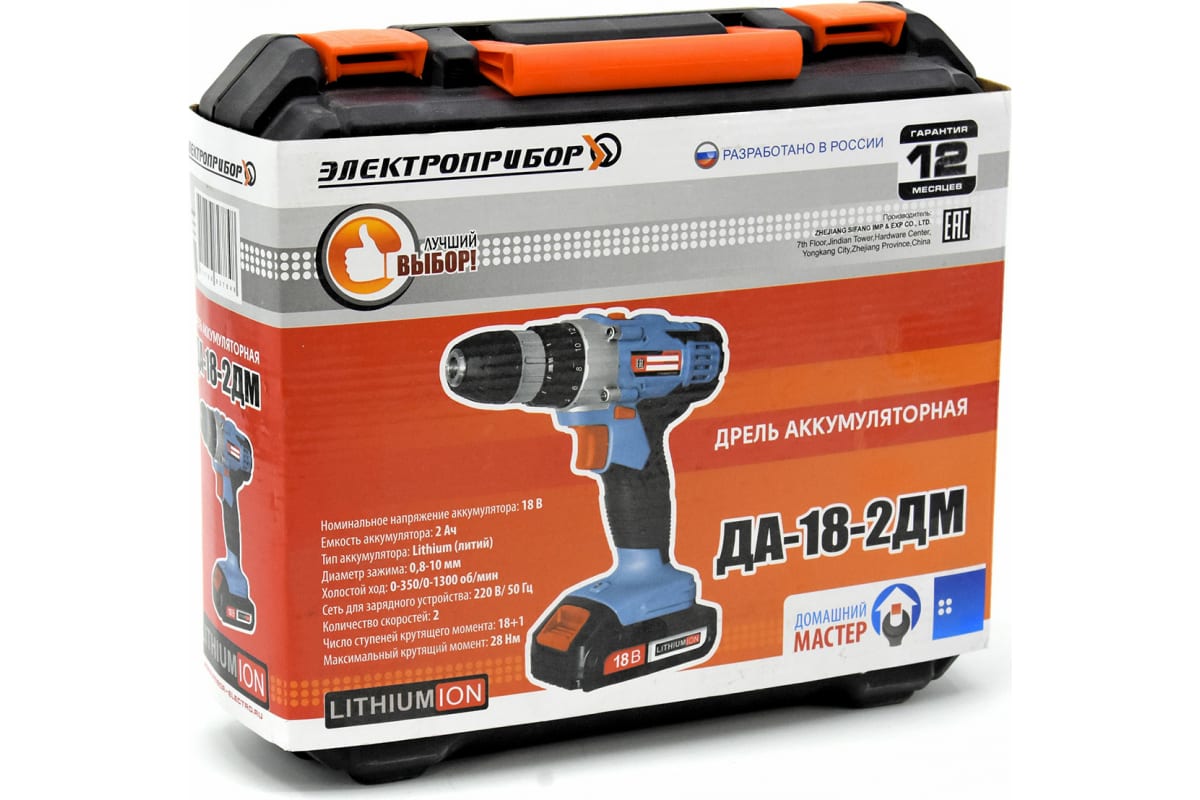 ЭЛЕКТРОПРИБОР
ЭЛЕКТРОПРИБОР
РАЗРАБОТАНО В РОССИИ
ГАРАНТИЯ
12
МЕСЯЦЕВ
ЛУЧШИЙ
ВЫБОР!
Производитель:
ZHEJIANG SIFANG IMP & EXP CO., LTD.
7th Floor,Jindian Tower,Hardware Center,
Yongkang City,Zhejiang Province,China
EAC
АККУМУЛЯТОРНАЯ
ДА-18-2ДМ
ДРЕЛЬ АККУМУЛЯТОРНАЯ
ДА-18-2ДМ
Номинальное напряжение аккумулятора: 18 В
Емкость аккумулятора: 2 Ач
Тип аккумулятора: Lithium (литий)
Диаметр зажима: 0,8-10 мм
Холостой ход: 0-350/0-1300 об/мин
Сеть для зарядного устройства: 220 В/ 50 Гц
Количество скоростей: 2
Число ступеней крутящего момента: 18+1
Максимальный крутящий момент: 28 Нм
LITHIUM ION
18 В
LITHIUM ION
ДОМАШНИЙ
МАСТЕР
LITHIUM ION